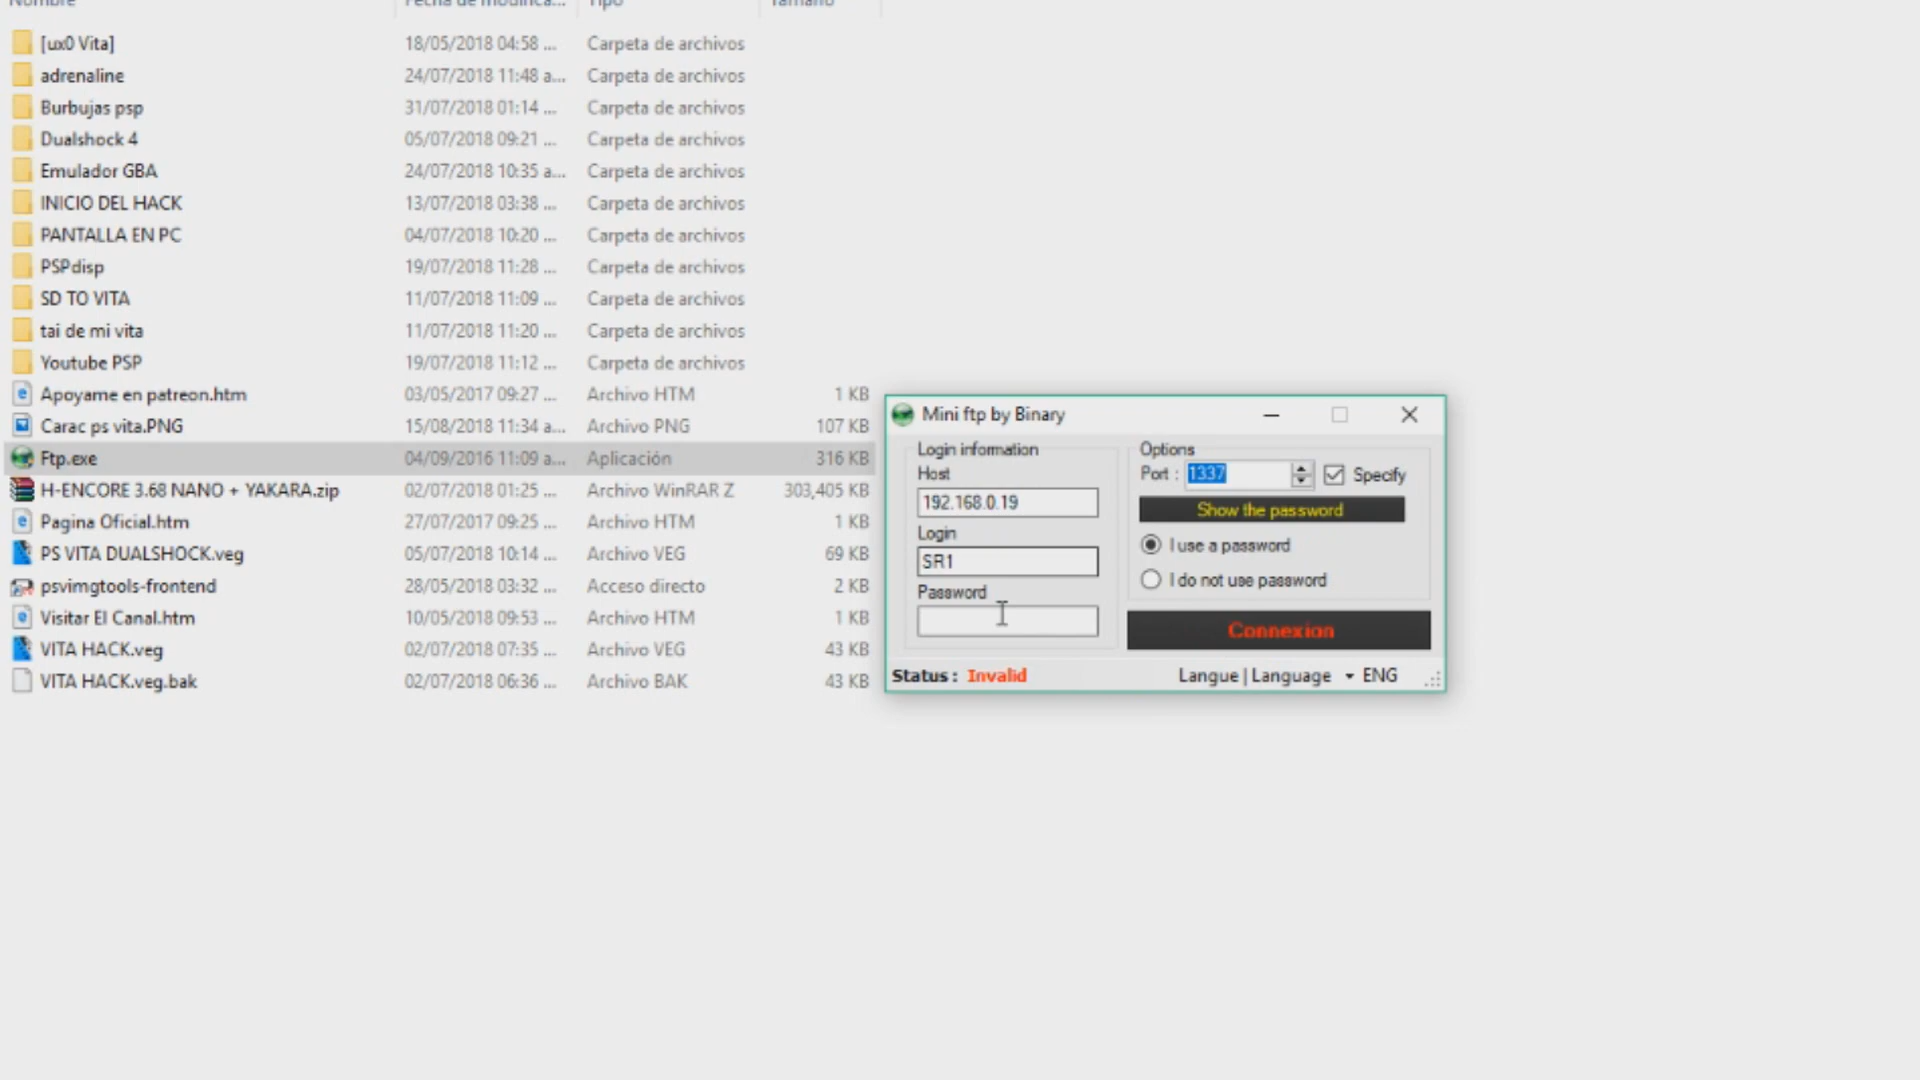 Nombre Fecha de modifica... Tipo Tamaño
[ux0 Vita] 18/05/2018 04:58 ... Carpeta de archivos
adrenaline 24/07/2018 11:48 a... Carpeta de archivos
Burbujas psp 31/07/2018 01:14 ... Carpeta de archivos
Dualshock 4 05/07/2018 09:21 ... Carpeta de archivos
Emulador GBA 24/07/2018 10:35 a... Carpeta de archivos
INICIO DEL HACK 13/07/2018 03:38 ... Carpeta de archivos
PANTALLA EN PC 04/07/2018 10:20 ... Carpeta de archivos
PSPdisp 19/07/2018 11:28 ... Carpeta de archivos
SD TO VITA 11/07/2018 11:09 ... Carpeta de archivos
tai de mi vita 11/07/2018 11:20 ... Carpeta de archivos
Youtube PSP 19/07/2018 11:12 ... Carpeta de archivos
Apoyame en patreon.htm 03/05/2017 09:27 ... Archivo HTM 1 KB
Carac ps vita.PNG 15/08/2018 11:34 a... Archivo PNG 107 KB
Ftp.exe 04/09/2016 11:09 a... Aplicación 316 KB
H-ENCORE 3.68 NANO + YAKARA.zip 02/07/2018 01:25 ... Archivo WinRAR Z 303,405 KB
Pagina Oficial.htm 27/07/2017 09:25 ... Archivo HTM 1 KB
PS VITA DUALSHOCK.veg 05/07/2018 10:14 ... Archivo VEG 69 KB
psvimgtools-frontend 28/05/2018 03:32 ... Acceso directo 2 KB
Visitar El Canal.htm 10/05/2018 09:53 ... Archivo HTM 1 KB
VITA HACK.veg 02/07/2018 07:35 ... Archivo VEG 43 KB
VITA HACK.veg.bak 02/07/2018 06:36 ... Archivo BAK 43 KB
Mini ftp by Binary
Login information
Host
192.168.0.19
Login
SR1
Password
Options
Port : 1337 Specify
Show the password
I use a password
I do not use password
Connexion
Status : Invalid Langue | Language ENG